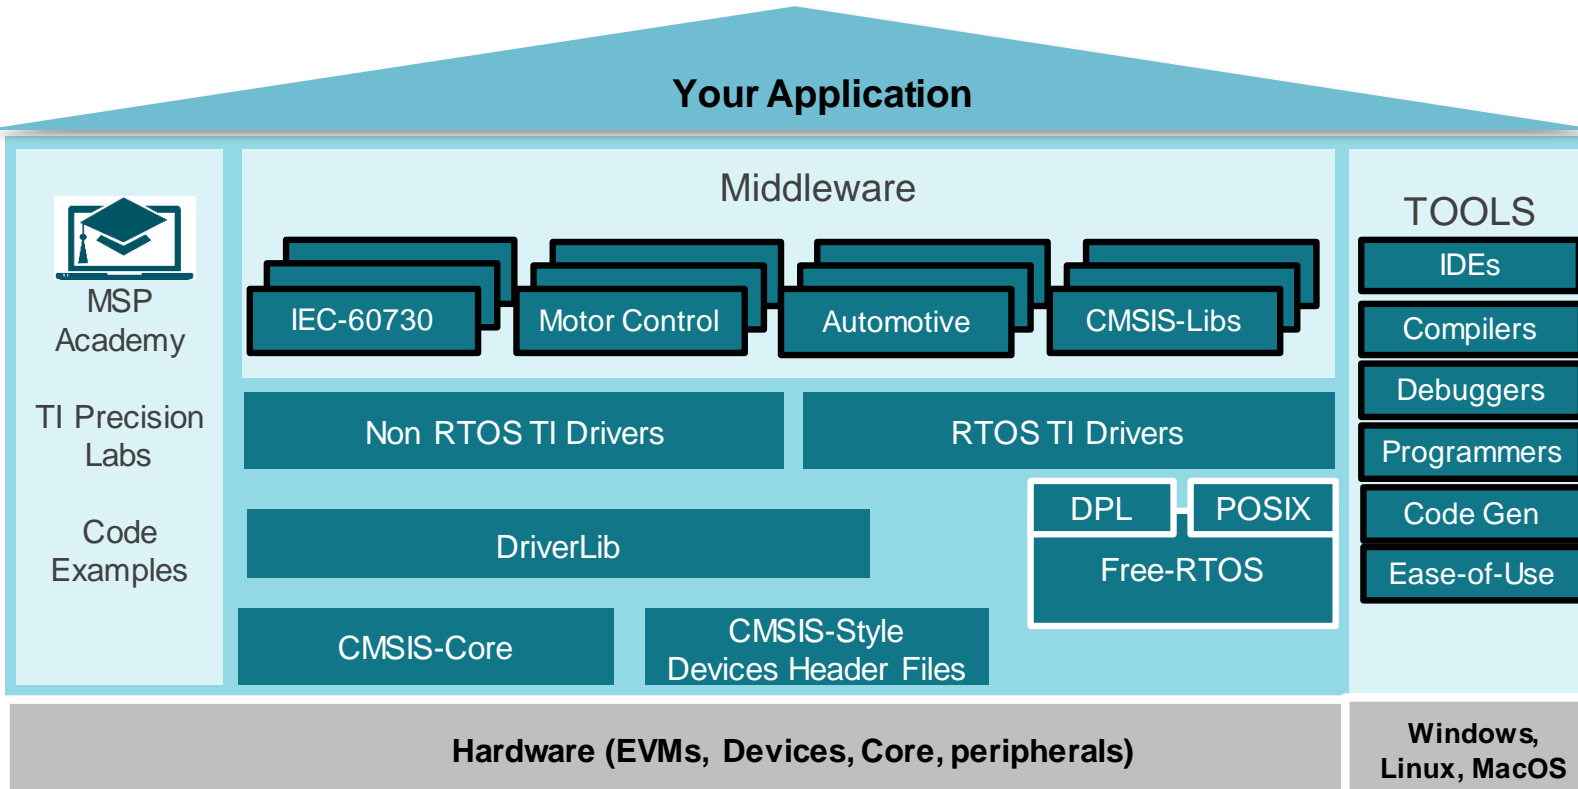 Your Application
MSP
Academy
TI Precision
Labs
Code
Examples
Middleware
IEC-60730
Motor Control
Automotive
CMSIS-Libs
Non RTOS TI Drivers
RTOS TI Drivers
DriverLib
DPL
POSIX
Free-RTOS
CMSIS-Core
CMSIS-Style
Devices Header Files
TOOLS
IDEs
Compilers
Debuggers
Programmers
Code Gen
Ease-of-Use
Hardware (EVMs, Devices, Core, peripherals)
Windows,
Linux, MacOS